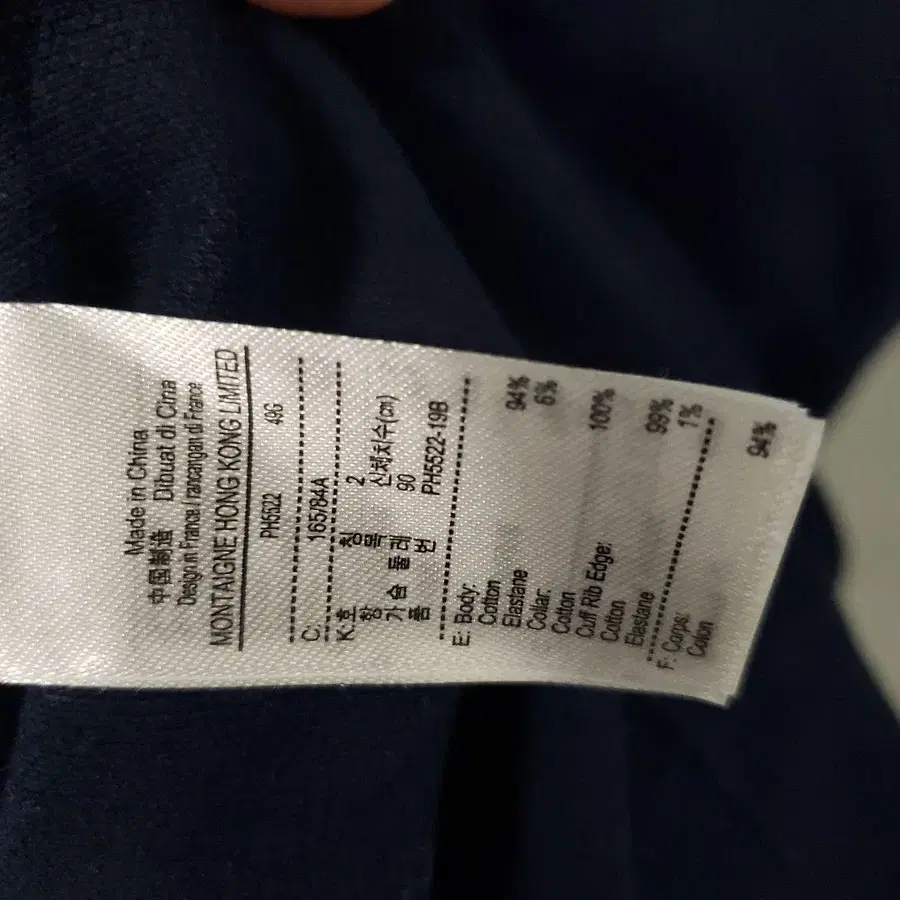 Made in China
中国制造 Dibuat di Cina
Design in France / rancangan di France
MONTAIGNE HONG KONG LIMITED
PH5522 48G
C: 165/84A
K:호 칭 2
항 목 신체치수(cm)
가슴 둘레 90
품 번 PH5522-19B
E: Body:
Cotton 94%
Elastane 6%
Collar:
Cotton 100%
Cuff Rib Edge:
Cotton 99%
Elastane 1%
F: Corps:
Coton 94%